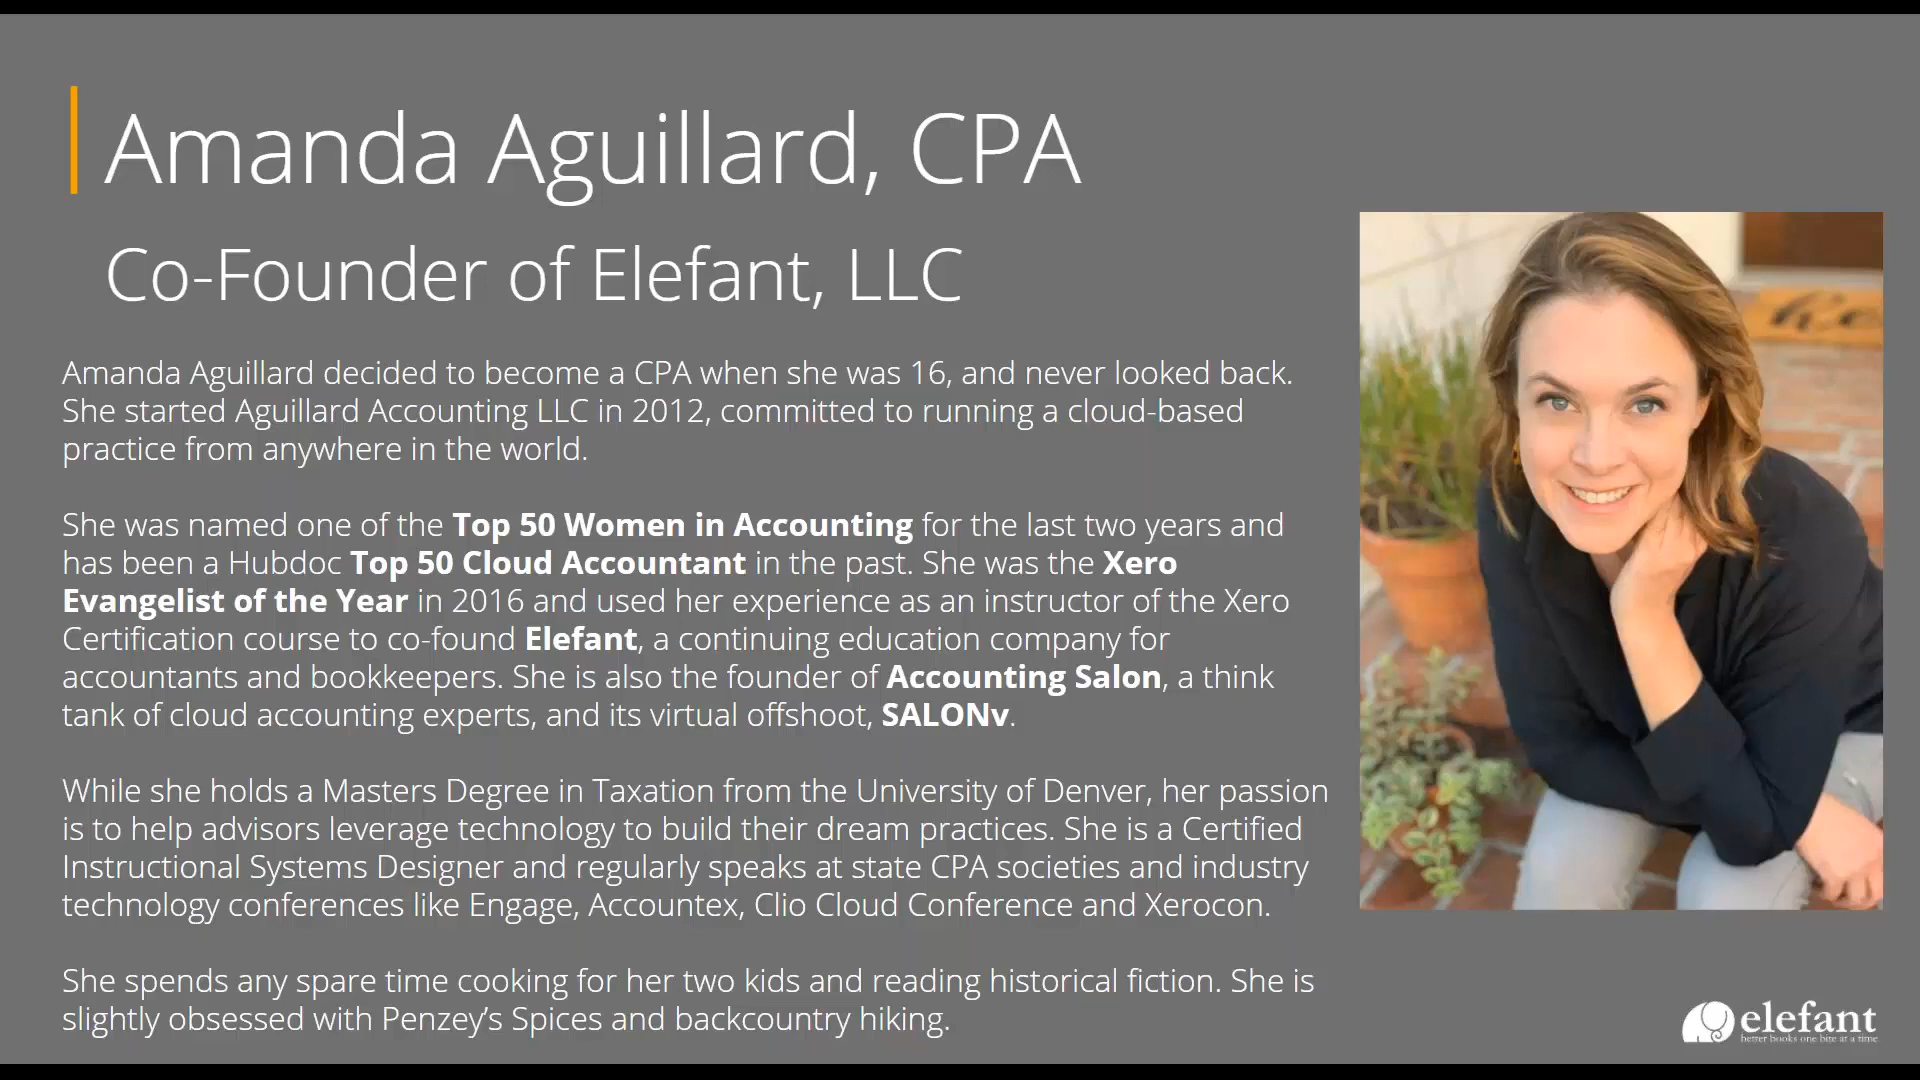 Amanda Aguillard, CPA
Co-Founder of Elefant, LLC
Amanda Aguillard decided to become a CPA when she was 16, and never looked back.
She started Aguillard Accounting LLC in 2012, committed to running a cloud-based
practice from anywhere in the world.
She was named one of the Top 50 Women in Accounting for the last two years and
has been a Hubdoc Top 50 Cloud Accountant in the past. She was the Xero
Evangelist of the Year in 2016 and used her experience as an instructor of the Xero
Certification course to co-found Elefant, a continuing education company for
accountants and bookkeepers. She is also the founder of Accounting Salon, a think
tank of cloud accounting experts, and its virtual offshoot, SALONv.
While she holds a Masters Degree in Taxation from the University of Denver, her passion
is to help advisors leverage technology to build their dream practices. She is a Certified
Instructional Systems Designer and regularly speaks at state CPA societies and industry
technology conferences like Engage, Accountex, Clio Cloud Conference and Xerocon.
She spends any spare time cooking for her two kids and reading historical fiction. She is
slightly obsessed with Penzey’s Spices and backcountry hiking.
elefant
better books one bite at a time